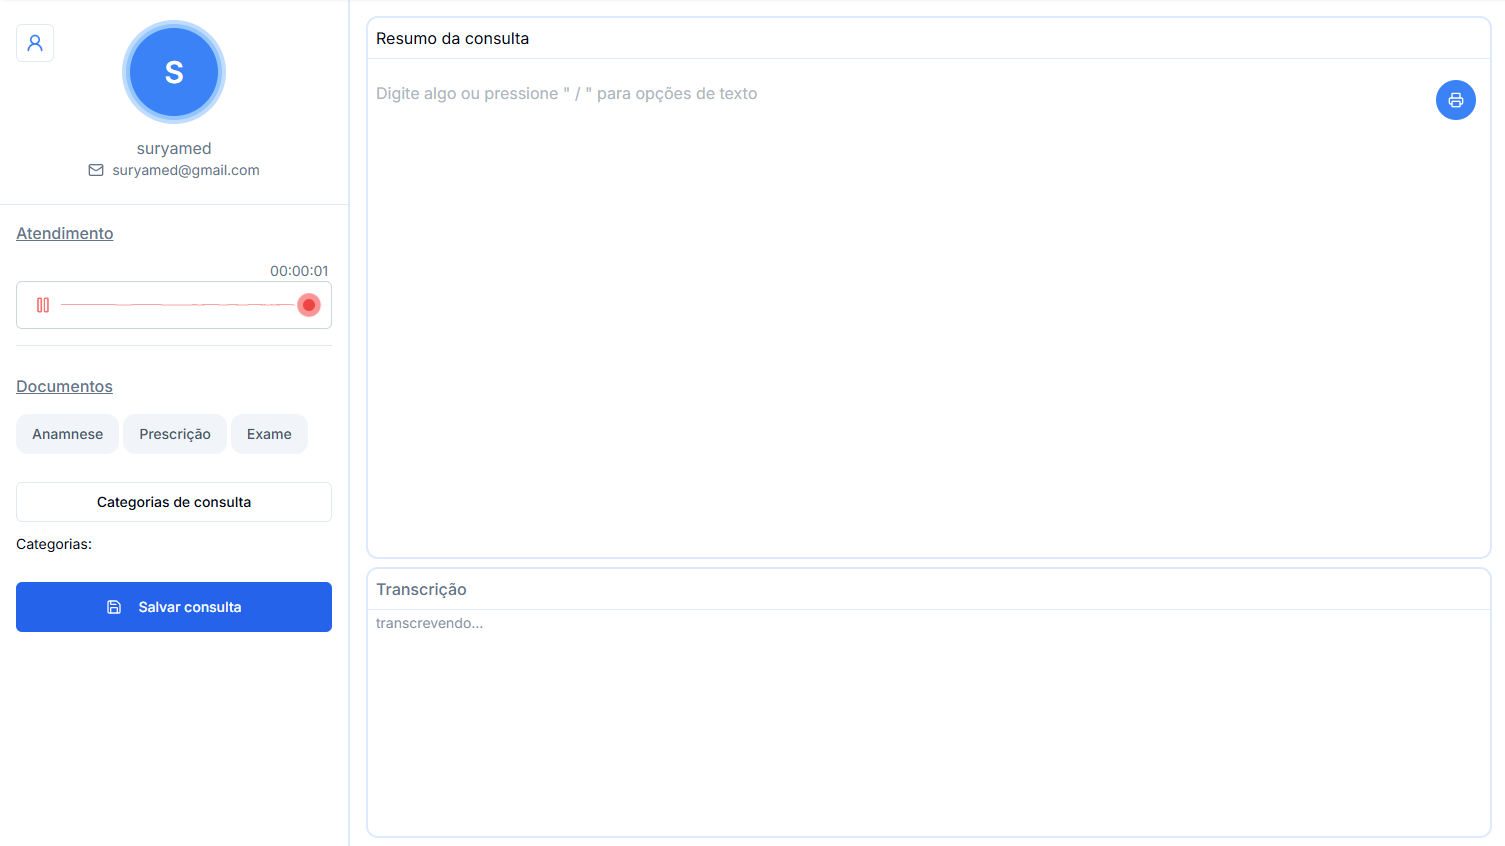 S
suryamed
suryamed@gmail.com
Atendimento
00:00:01
Documentos
Anamnese
Prescrição
Exame
Categorias de consulta
Categorias:
Salvar consulta
Resumo da consulta
Digite algo ou pressione " / " para opções de texto
Transcrição
transcrevendo...